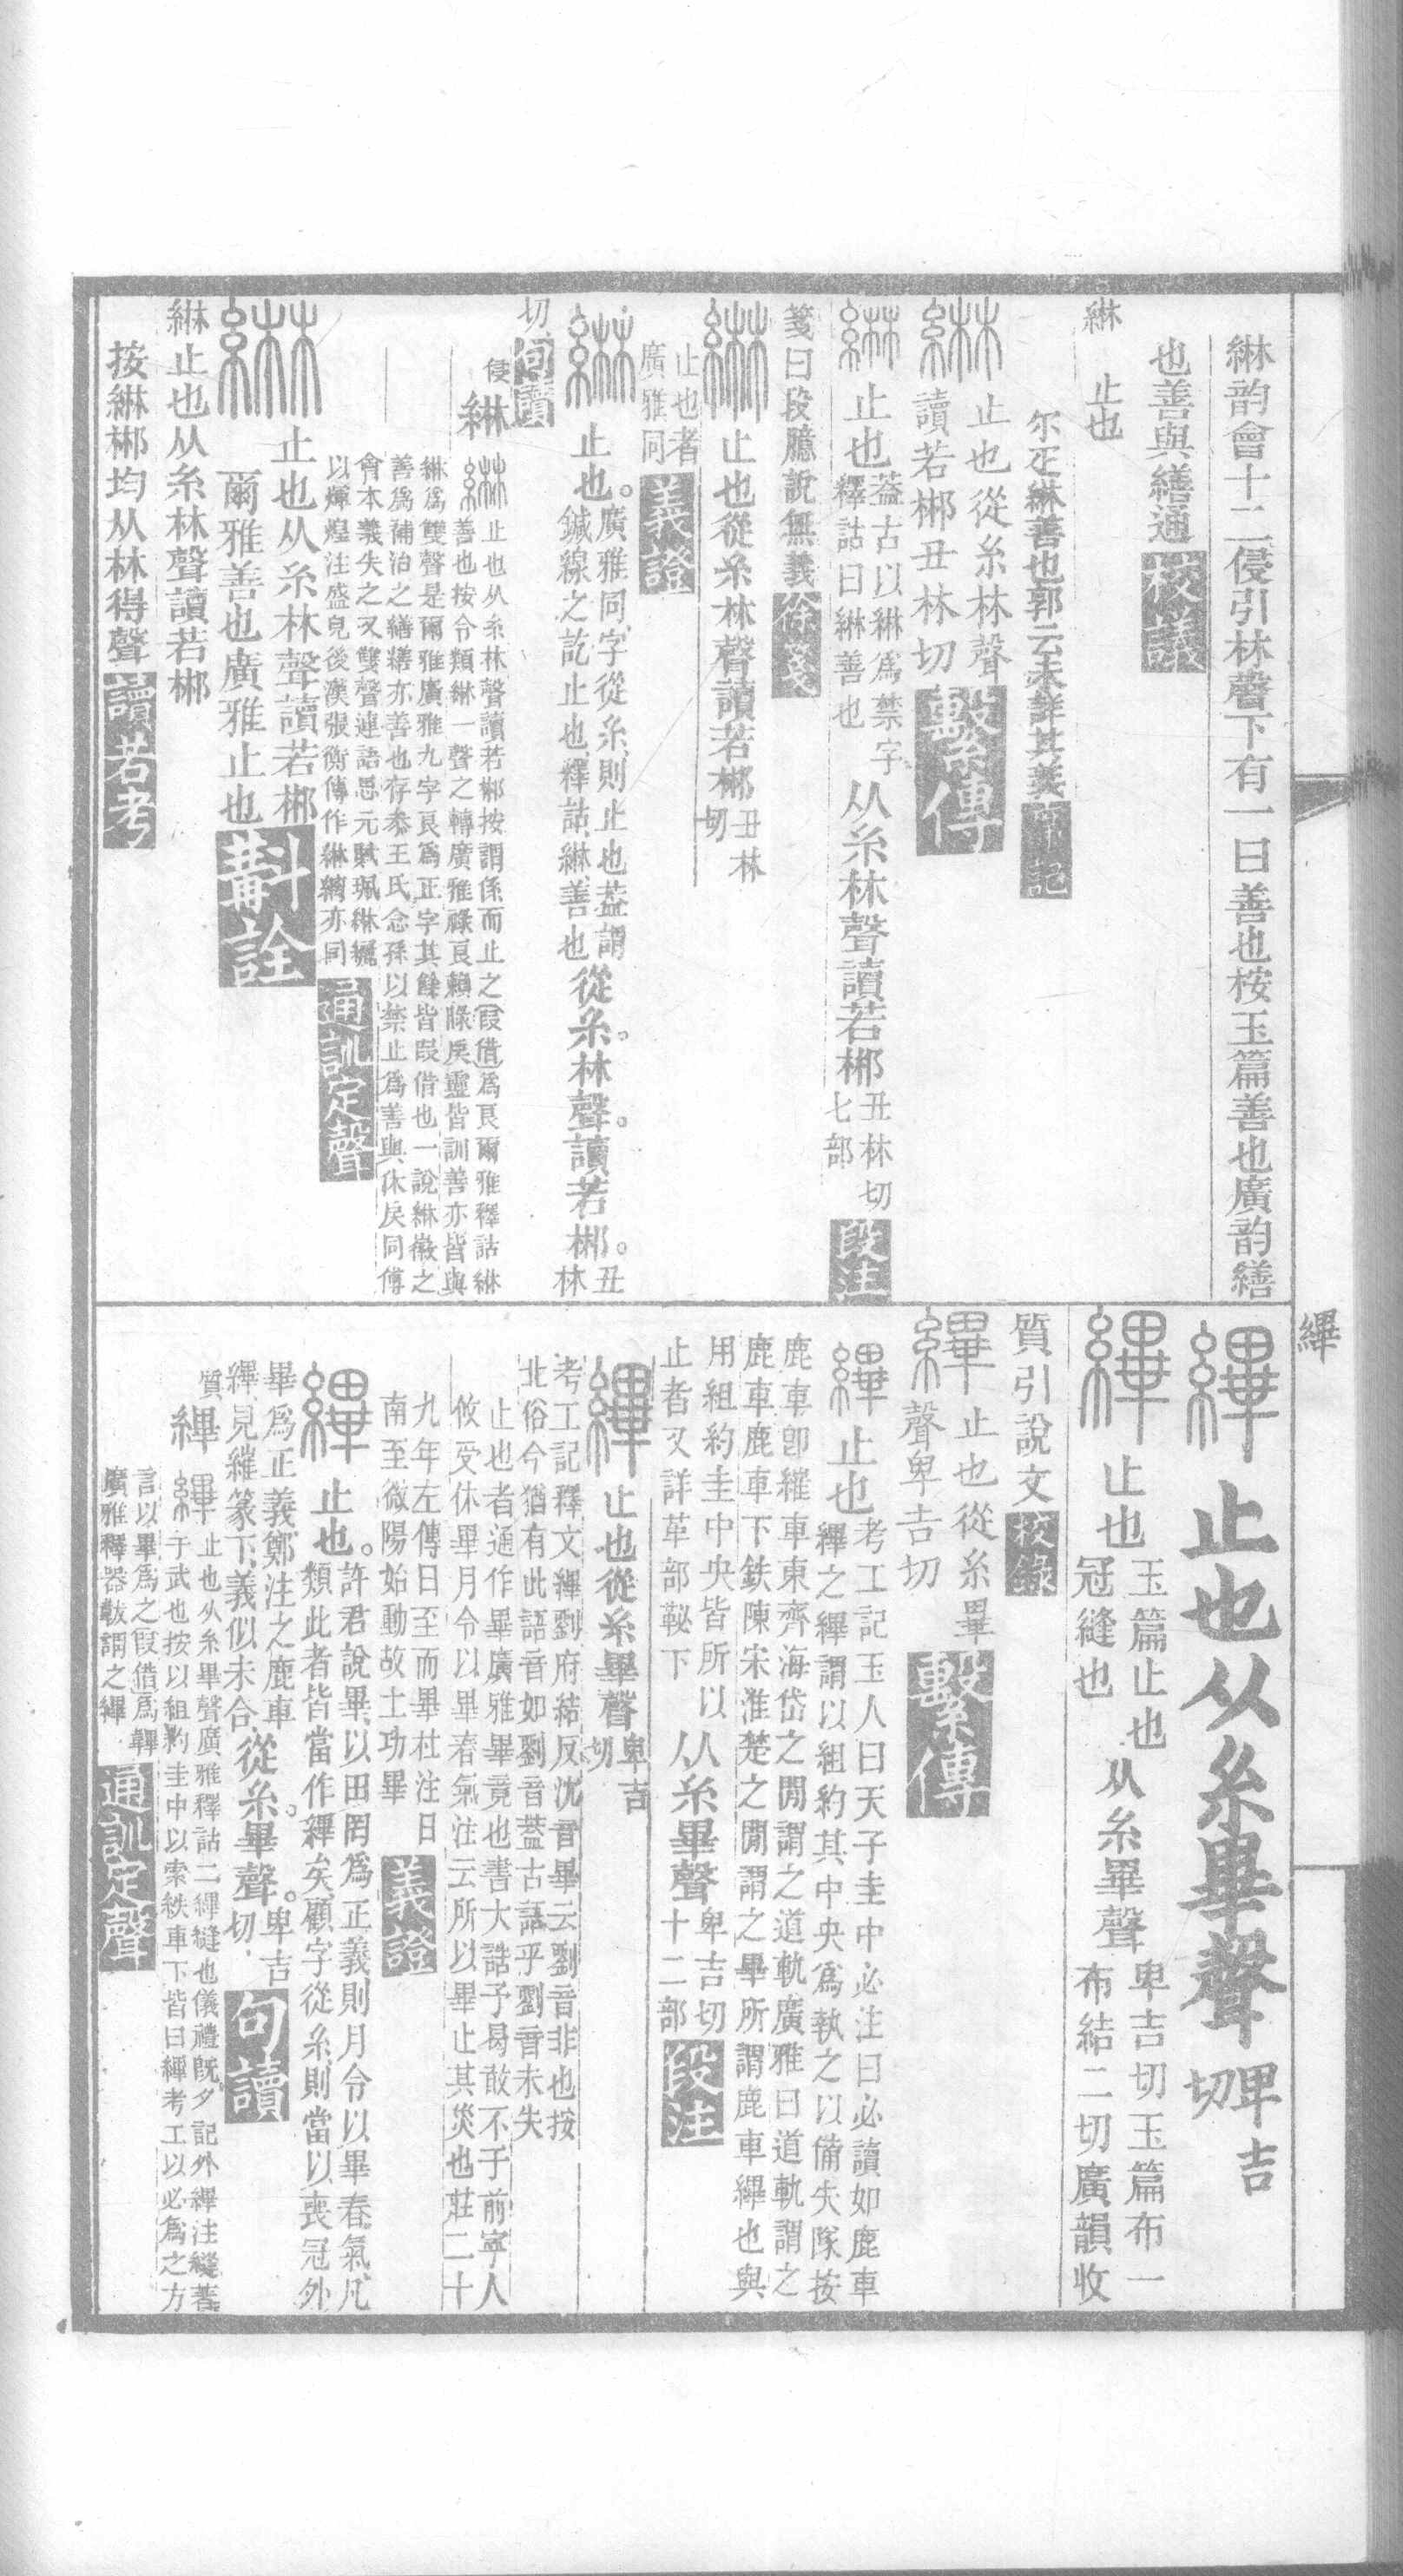 綝韵會十二侵引林聲下有一曰善也桉玉篇善也廣韵繕
也善與繕通校議
綝 止也
尒疋綝善也郭云未詳其義
綝 止也從糸林聲
讀若郴丑林切繫傳
綝 止也蓋古以綝爲禁字
釋詁曰綝善也
从糸林聲讀若郴
丑林切
七部
段注
箋曰段臆說無義徐箋
綝 止也從糸林聲讀若郴
丑林
切
止也者
廣雅同義證
綝 止也。
廣雅同字從糸則止也葢謂
鍼線之訖止也釋詁綝善也
從糸。林聲。讀若郴。
丑
林
切句讀
侵 綝 綝
止也从糸林聲讀若郴按謂係而止之叚借爲良爾雅釋詁綝
善也按令類綝一聲之轉廣雅祿良賴睩戾靈皆訓善亦皆與
綝爲雙聲是爾雅廣雅九字良爲正字其餘皆叚借也一說綝徽之
善爲補治之繕繕亦善也存參王氏念孫以禁止爲善與休戾同傅
會本義失之又雙聲連語思元賦珮綝纚
以煇煌注盛皃後漢張衡傳作綝纚亦同
通訓定聲
綝 止也从糸林聲讀若郴
爾雅善也廣雅止也斠詮
綝止也从糸林聲讀若郴
按綝郴均从林得聲讀若考
縪
縪 止也从糸畢聲
卑吉
切
縪 止也
玉篇止也
冠縫也
从糸畢聲
卑吉切玉篇布一
布結二切廣韻收
質引說文校錄
縪 止也從糸畢
聲卑吉切繫傳
縪 止也
考工記玉人曰天子圭中必注曰必讀如鹿車
縪之縪謂以組約其中央爲執之以備失隊按
鹿車卽繀車東齊海岱之閒謂之道軌廣雅曰道軌謂之
鹿車鹿車下鉄陳宋淮楚之閒謂之畢所謂鹿車縪也與
用組約圭中央皆所以
止者又詳革部鞑下
从糸畢聲
卑吉切
十二部
段注
縪 止也從糸畢聲
卑吉
切
考工記釋文縪劉府結反沈音畢云劉音非也按
北俗今猶有此語音如劉音葢古語乎劉音未失
止也者通作畢廣雅畢竟也書大誥予曷敢不于前寧人
攸受休畢月令以畢春氣注云所以畢止其災也莊二十
九年左傳日至而畢杜注日
南至微陽始動故土功畢
義證
縪 止也。
許君說畢以田罔爲正義則月令以畢春氣凡
類此者皆當作縪矣顧字從糸則當以喪冠外
畢爲正義鄭注之鹿車
縪見繀篆下義似未合
從糸。畢聲。
卑吉
切
句讀
質 縪 縪
止也从糸畢聲廣雅釋詁二縪縫也儀禮旣夕記外縪注縫著
于武也按以組約圭中以索紩車下皆曰縪考工以必爲之方
言以畢爲之叚借爲韠
廣雅釋器韍謂之縪
通訓定聲